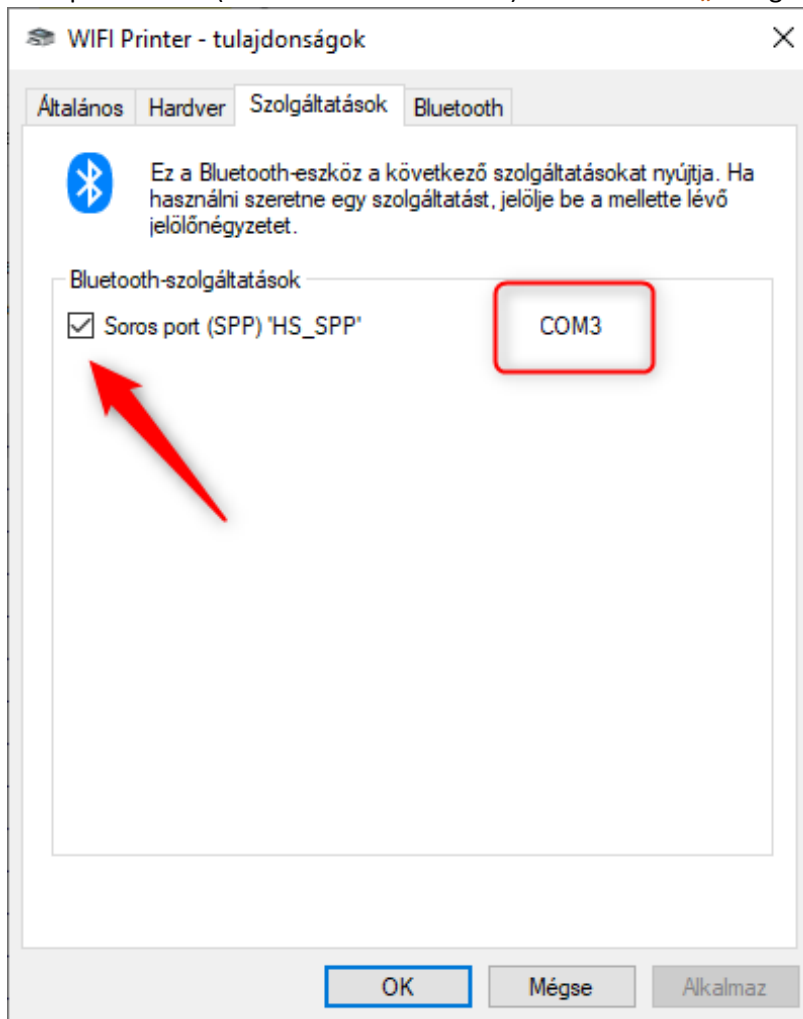 WIFI Printer - tulajdonságok
Általános Hardver Szolgáltatások Bluetooth
Ez a Bluetooth-eszköz a következő szolgáltatásokat nyújtja. Ha
használni szeretne egy szolgáltatást, jelölje be a mellette lévő
jelölőnégyzetet.
Bluetooth-szolgáltatások
Soros port (SPP) "HS_SPP" COM3
OK Mégse Alkalmaz